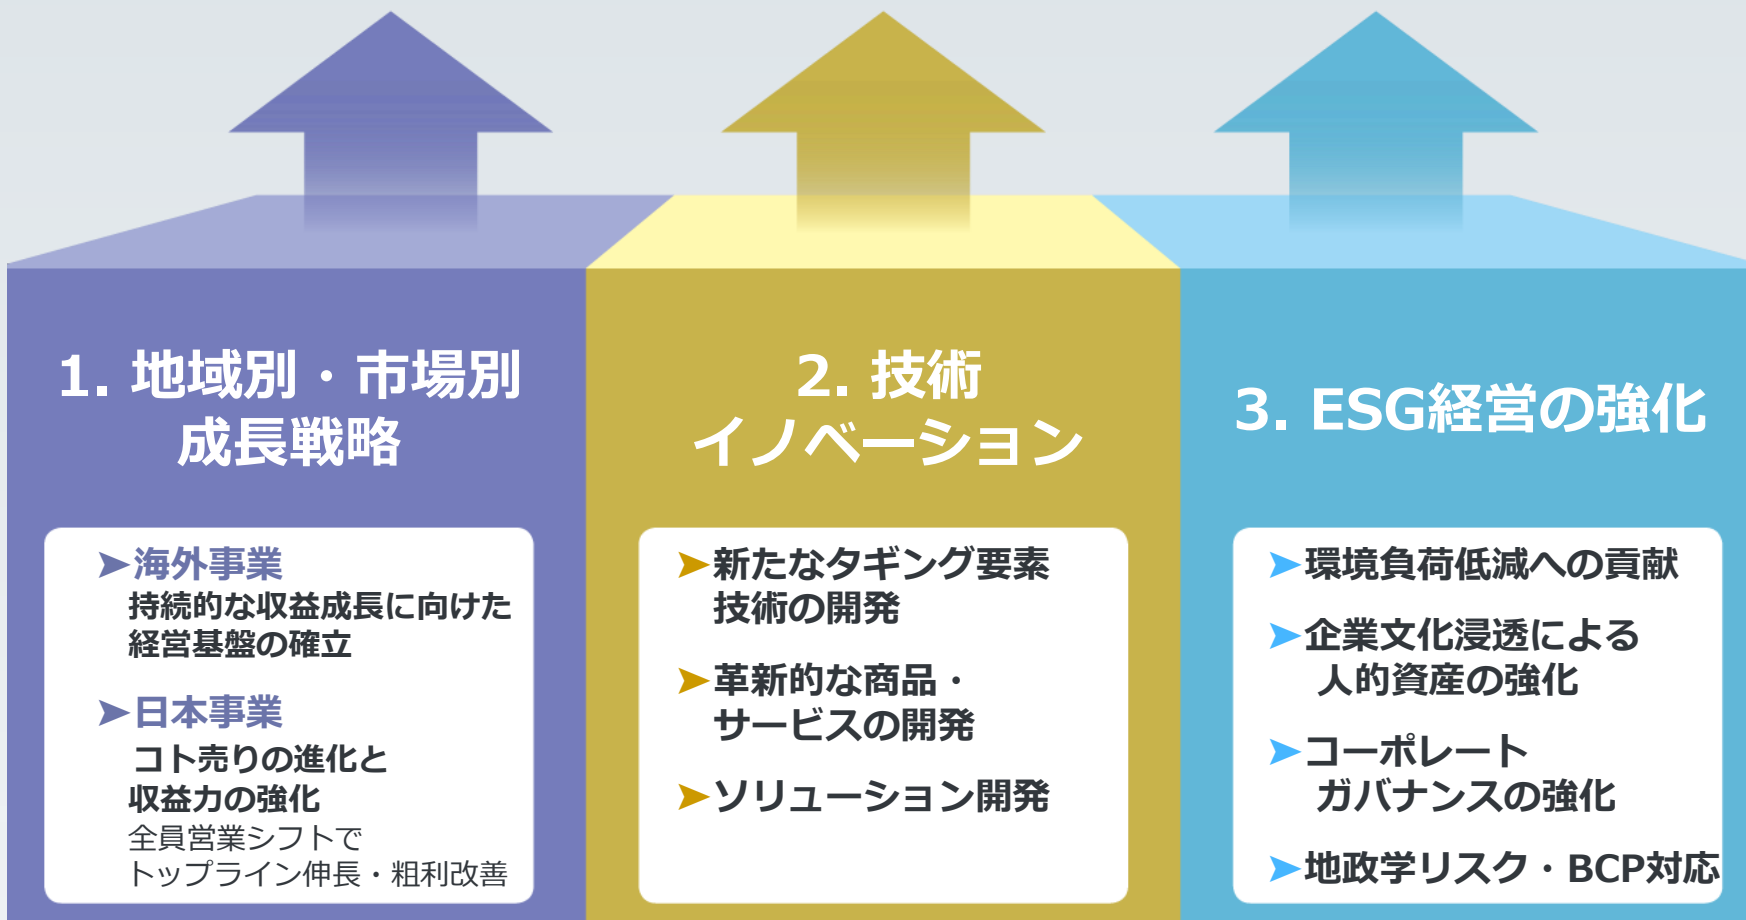 1. 地域別・市場別
成長戦略
➤海外事業
持続的な収益成長に向けた
経営基盤の確立
➤日本事業
コト売りの進化と
収益力の強化
全員営業シフトで
トップライン伸長・粗利改善
2. 技術
イノベーション
➤新たなタギング要素
技術の開発
➤革新的な商品・
サービスの開発
➤ソリューション開発
3. ESG経営の強化
➤環境負荷低減への貢献
➤企業文化浸透による
人的資産の強化
➤コーポレート
ガバナンスの強化
➤地政学リスク・BCP対応